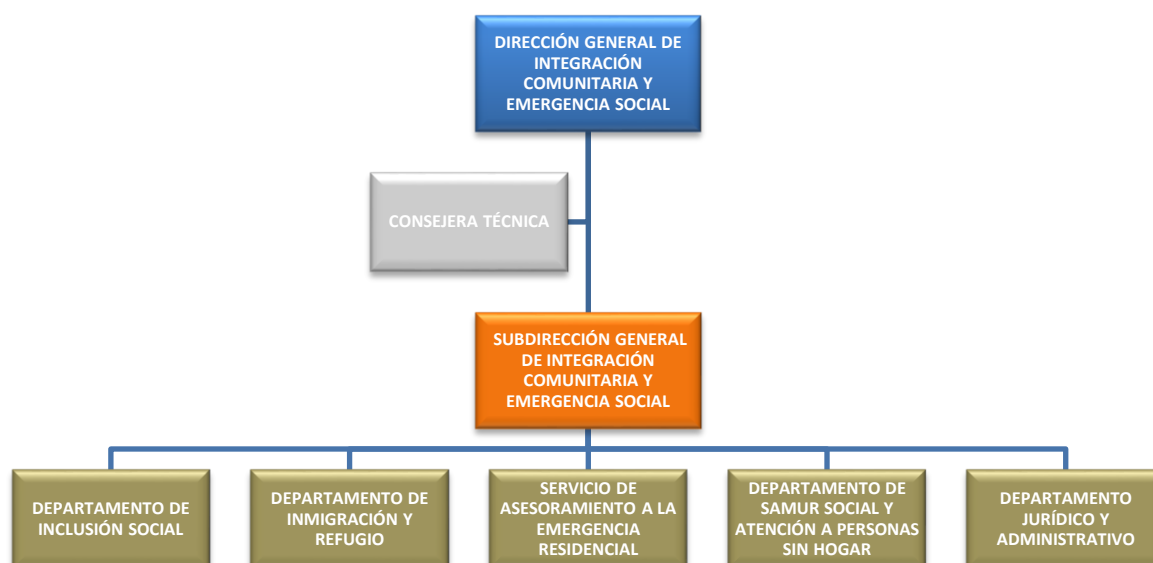 DIRECCIÓN GENERAL DE
INTEGRACIÓN
COMUNITARIA Y
EMERGENCIA SOCIAL
CONSEJERA TÉCNICA
SUBDIRECCIÓN GENERAL
DE INTEGRACIÓN
COMUNITARIA Y
EMERGENCIA SOCIAL
DEPARTAMENTO DE
INCLUSIÓN SOCIAL
DEPARTAMENTO DE
INMIGRACIÓN Y
REFUGIO
SERVICIO DE
ASESORAMIENTO A LA
EMERGENCIA
RESIDENCIAL
DEPARTAMENTO DE
SAMUR SOCIAL Y
ATENCIÓN A PERSONAS
SIN HOGAR
DEPARTAMENTO
JURÍDICO Y
ADMINISTRATIVO